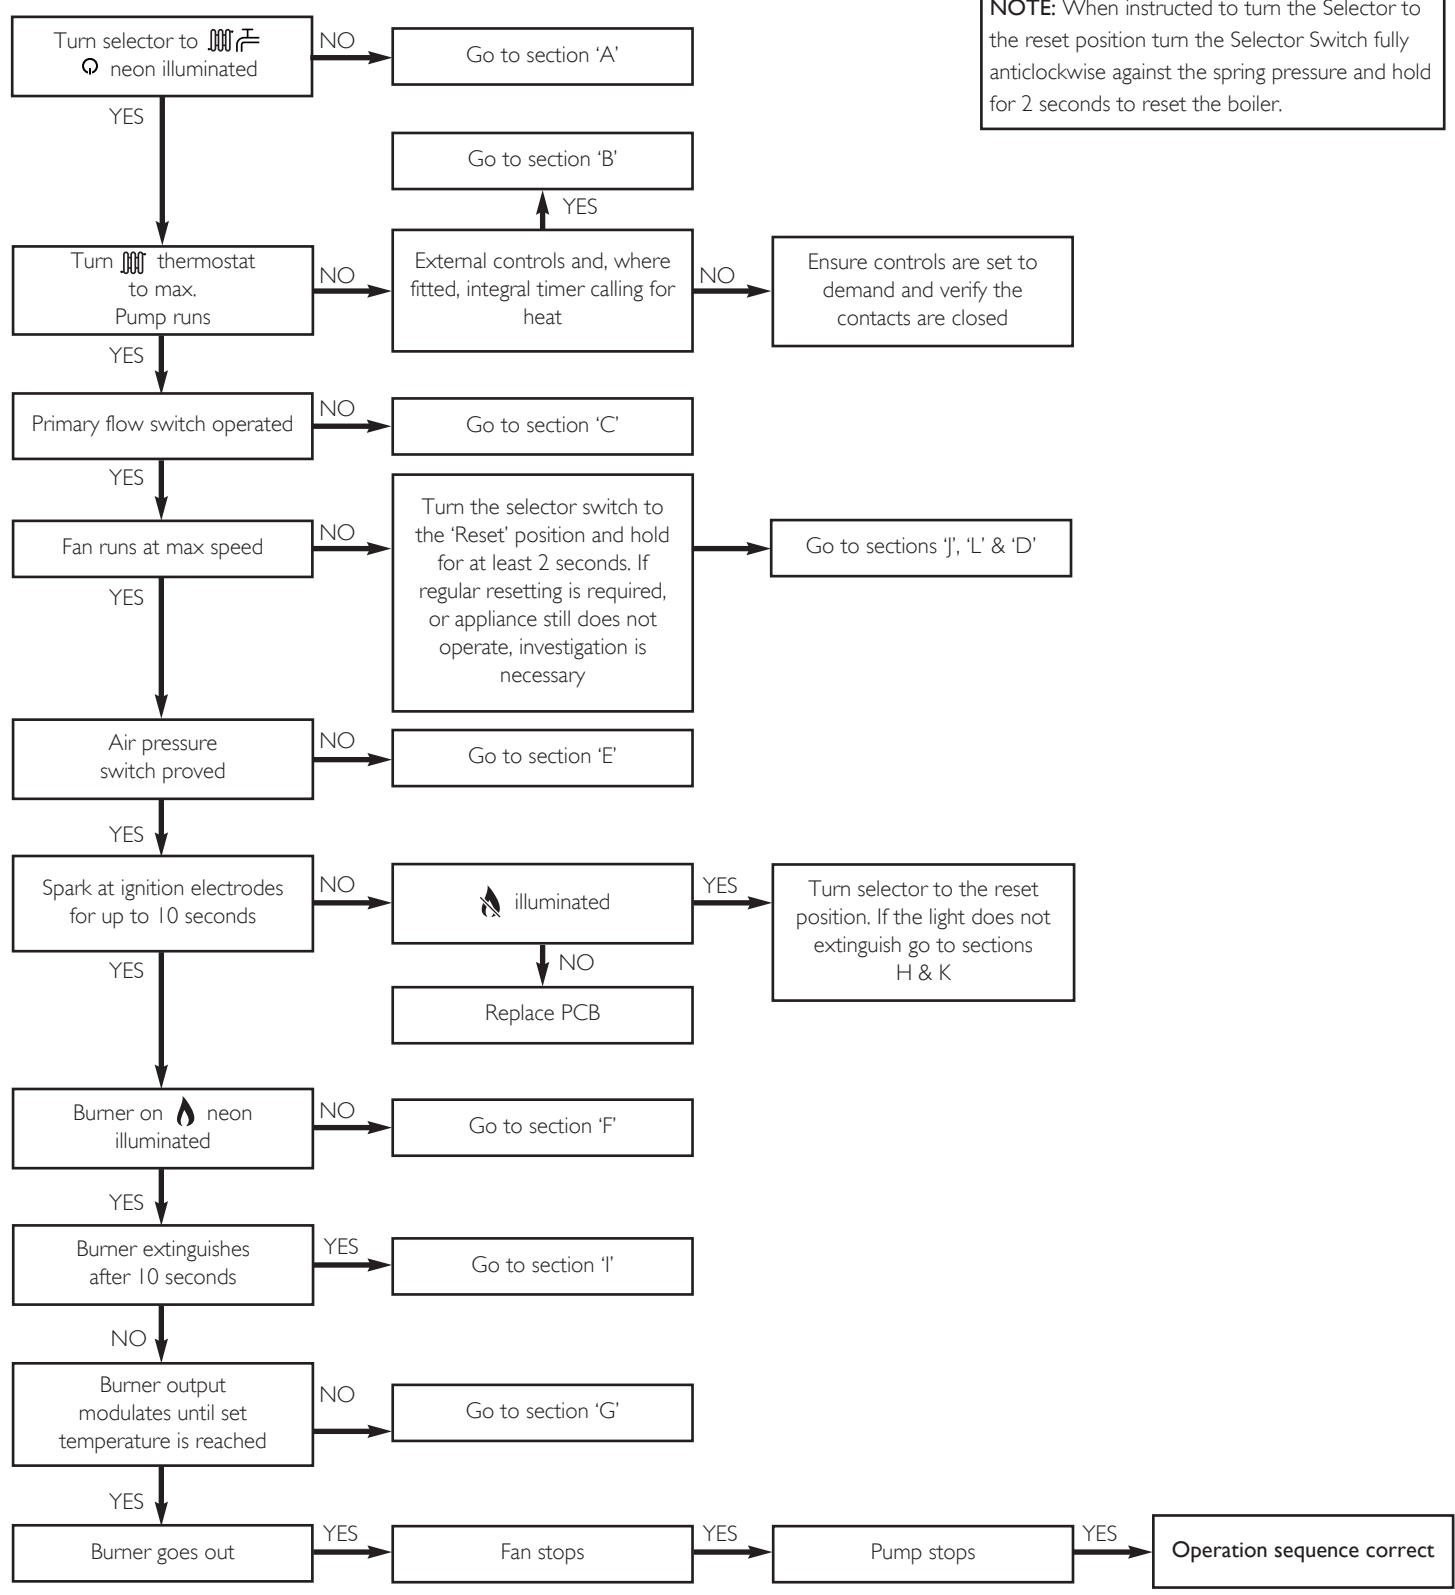 Turn selector to
neon illuminated
NO
Go to section ‘A’
NOTE: When instructed to turn the Selector to
the reset position turn the Selector Switch fully
anticlockwise against the spring pressure and hold
for 2 seconds to reset the boiler.
YES
Go to section ‘B’
YES
Turn thermostat
to max.
Pump runs
NO
External controls and, where
fitted, integral timer calling for
heat
NO
Ensure controls are set to
demand and verify the
contacts are closed
YES
Primary flow switch operated
NO
Go to section ‘C’
YES
Fan runs at max speed
NO
Turn the selector switch to
the ‘Reset’ position and hold
for at least 2 seconds. If
regular resetting is required,
or appliance still does not
operate, investigation is
necessary
Go to sections ‘J’, ‘L’ & ‘D’
YES
Air pressure
switch proved
NO
Go to section ‘E’
YES
Spark at ignition electrodes
for up to 10 seconds
NO
illuminated
YES
Turn selector to the reset
position. If the light does not
extinguish go to sections
H & K
NO
Replace PCB
YES
Burner on neon
illuminated
NO
Go to section ‘F’
YES
Burner extinguishes
after 10 seconds
YES
Go to section ‘I’
NO
Burner output
modulates until set
temperature is reached
NO
Go to section ‘G’
YES
Burner goes out
YES
Fan stops
YES
Pump stops
YES
Operation sequence correct